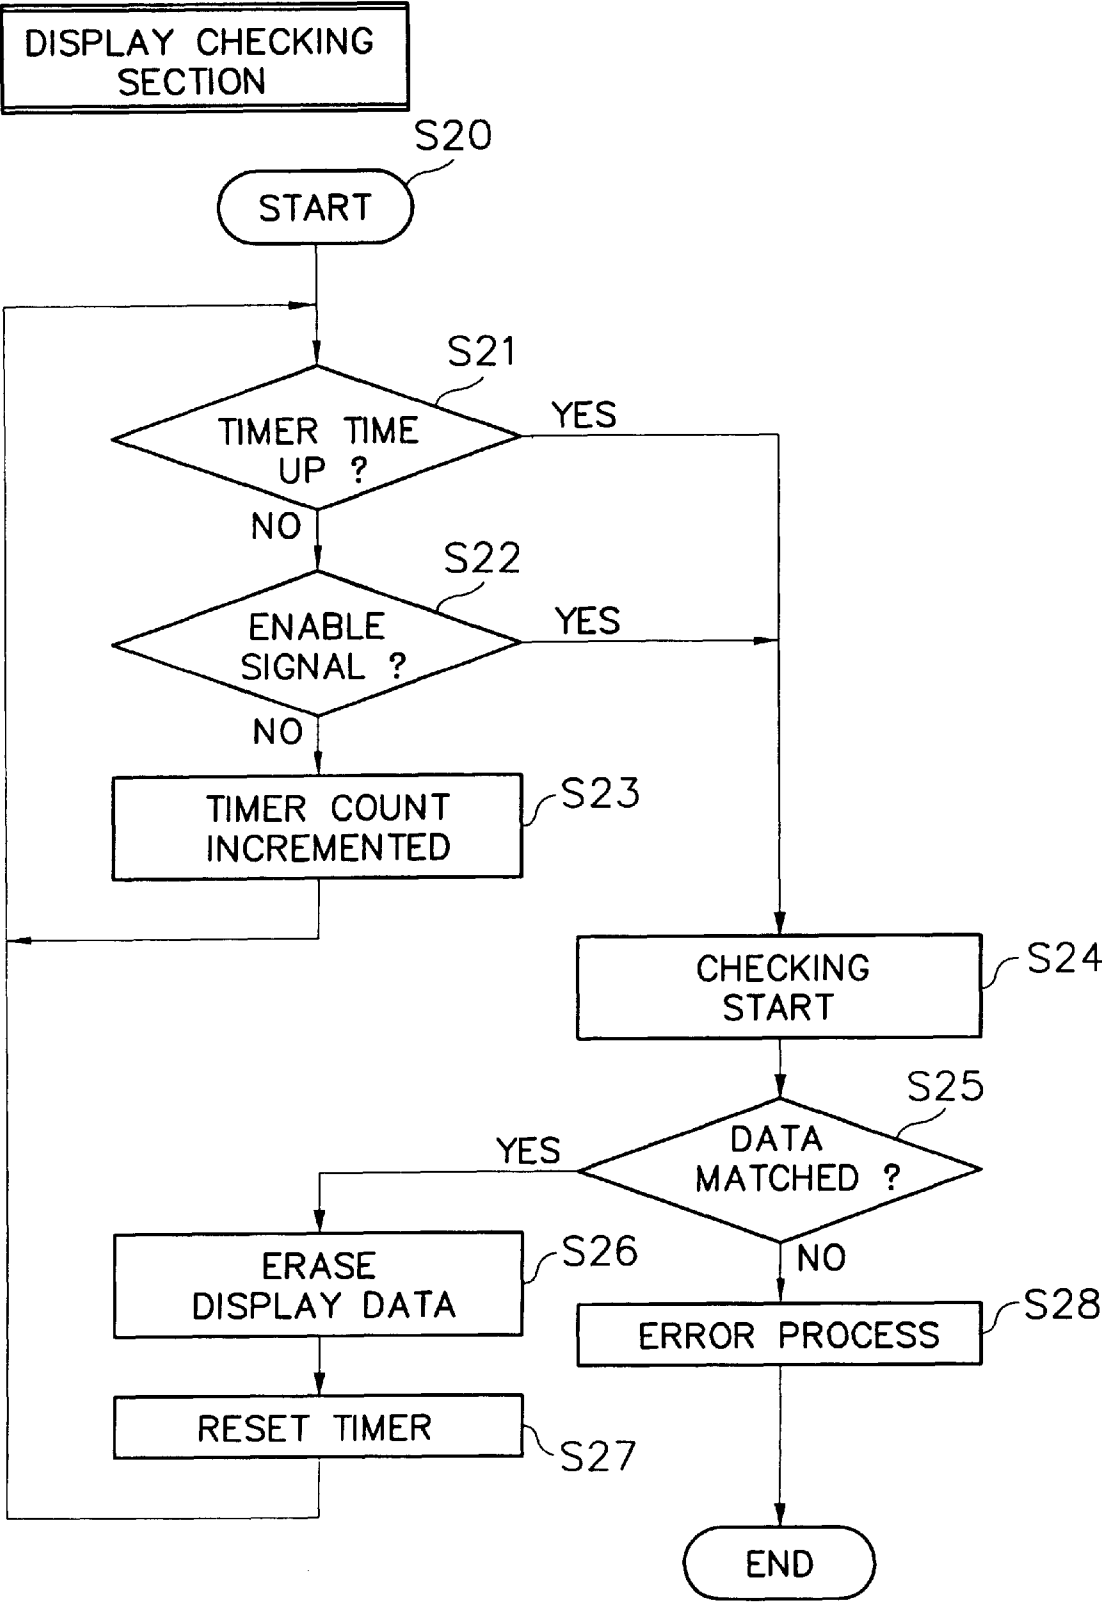 DISPLAY CHECKING
SECTION
S20
START
S21
TIMER TIME
UP ?
YES
NO
S22
ENABLE
SIGNAL ?
YES
NO
S23
TIMER COUNT
INCREMENTED
S24
CHECKING
START
S25
DATA
MATCHED ?
YES
NO
S26
ERASE
DISPLAY DATA
S28
ERROR PROCESS
RESET TIMER
S27
END